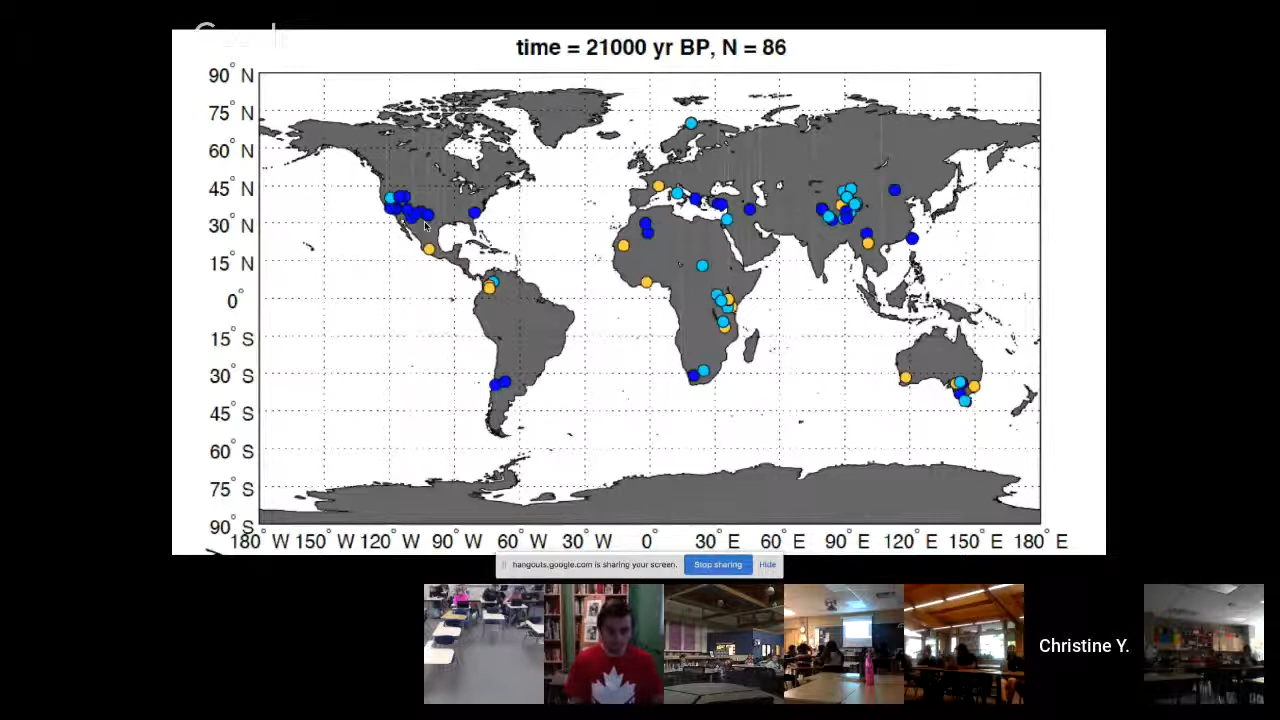 time = 21000 yr BP, N = 86
90° N
75° N
60° N
45° N
30° N
15° N
0°
15° S
30° S
45° S
60° S
75° S
90° S
180° W 150° W 120° W 90° W 60° W 30° W 0° 30° E 60° E 90° E 120° E 150° E 180° E
hangouts.google.com is sharing your screen. Stop sharing Hide
Christine Y.